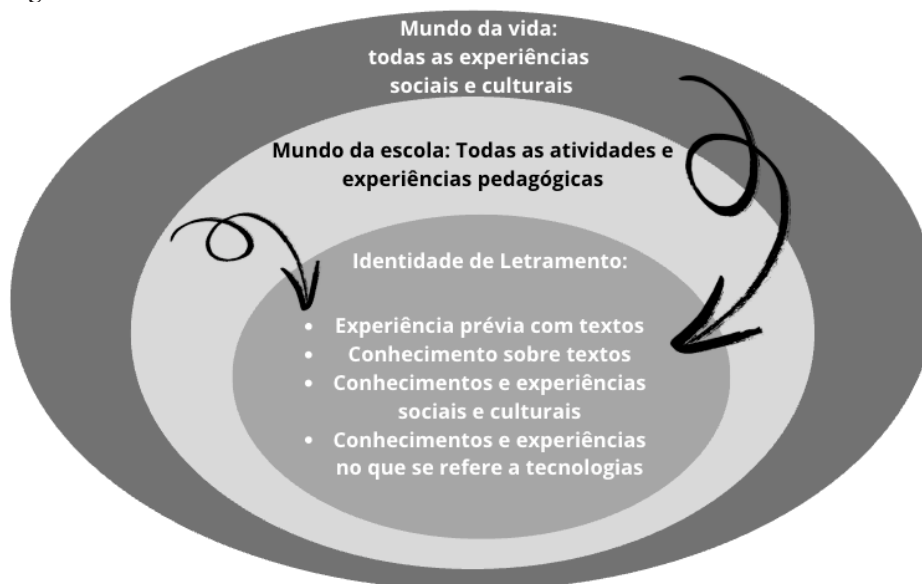 Mundo da vida:
todas as experiências
sociais e culturais
Mundo da escola: Todas as atividades e
experiências pedagógicas
Identidade de Letramento:
• Experiência prévia com textos
• Conhecimento sobre textos
• Conhecimentos e experiências
sociais e culturais
• Conhecimentos e experiências
no que se refere a tecnologias